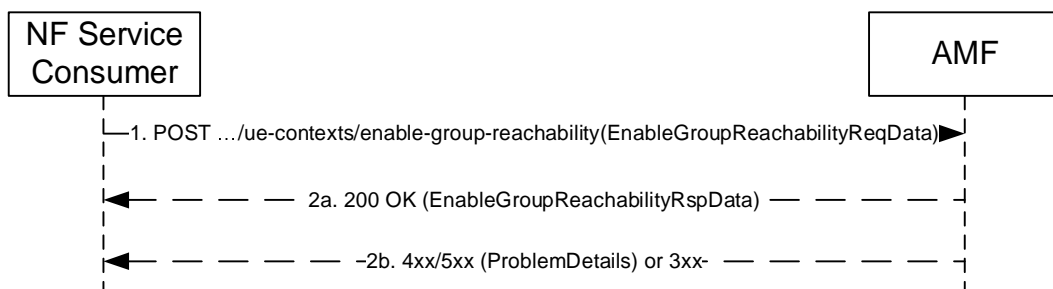 NF Service
Consumer
AMF
1. POST …/ue-contexts/enable-group-reachability(EnableGroupReachabilityReqData)
2a. 200 OK (EnableGroupReachabilityRspData)
2b. 4xx/5xx (ProblemDetails) or 3xx